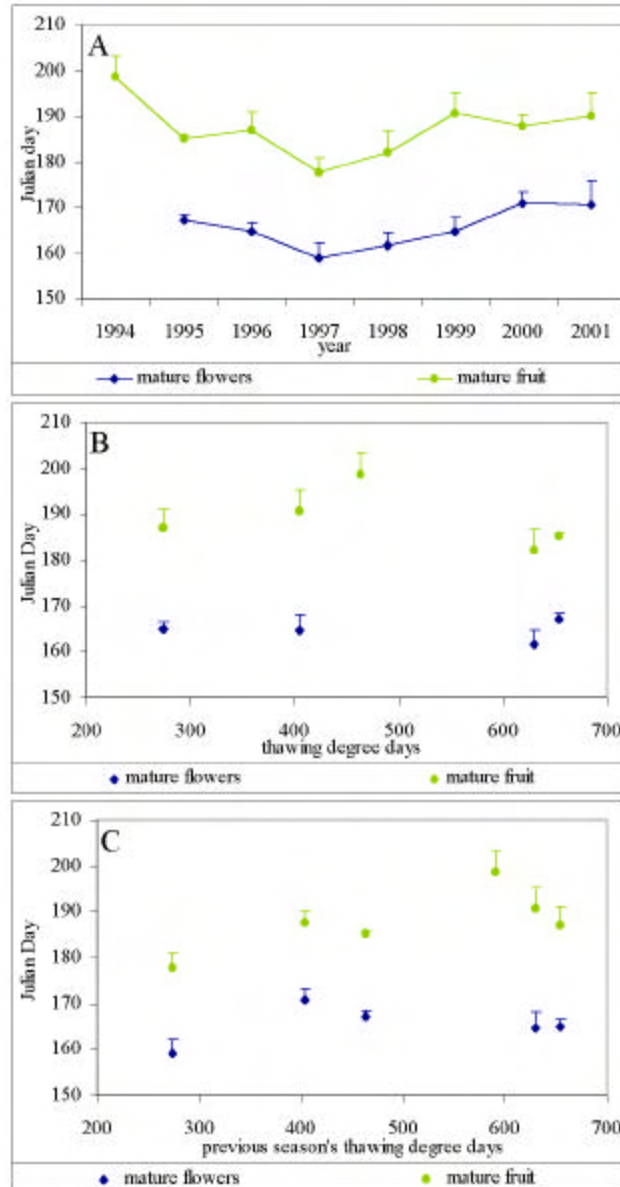 A
210
200
190
180
170
160
150
Julian day
1994 1995 1996 1997 1998 1999 2000 2001
year
mature flowers mature fruit
B
210
200
190
180
170
160
150
Julian Day
200 300 400 500 600 700
thawing degree days
mature flowers mature fruit
C
210
200
190
180
170
160
150
Julian Day
200 300 400 500 600 700
previous season's thawing degree days
mature flowers mature fruit